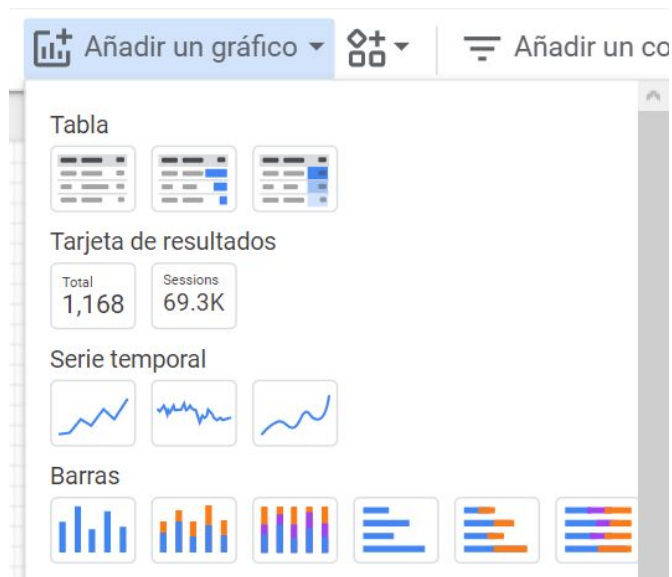 Añadir un gráfico
Añadir un co
Tabla
Tarjeta de resultados
Total
1,168
Sessions
69.3K
Serie temporal
Barras